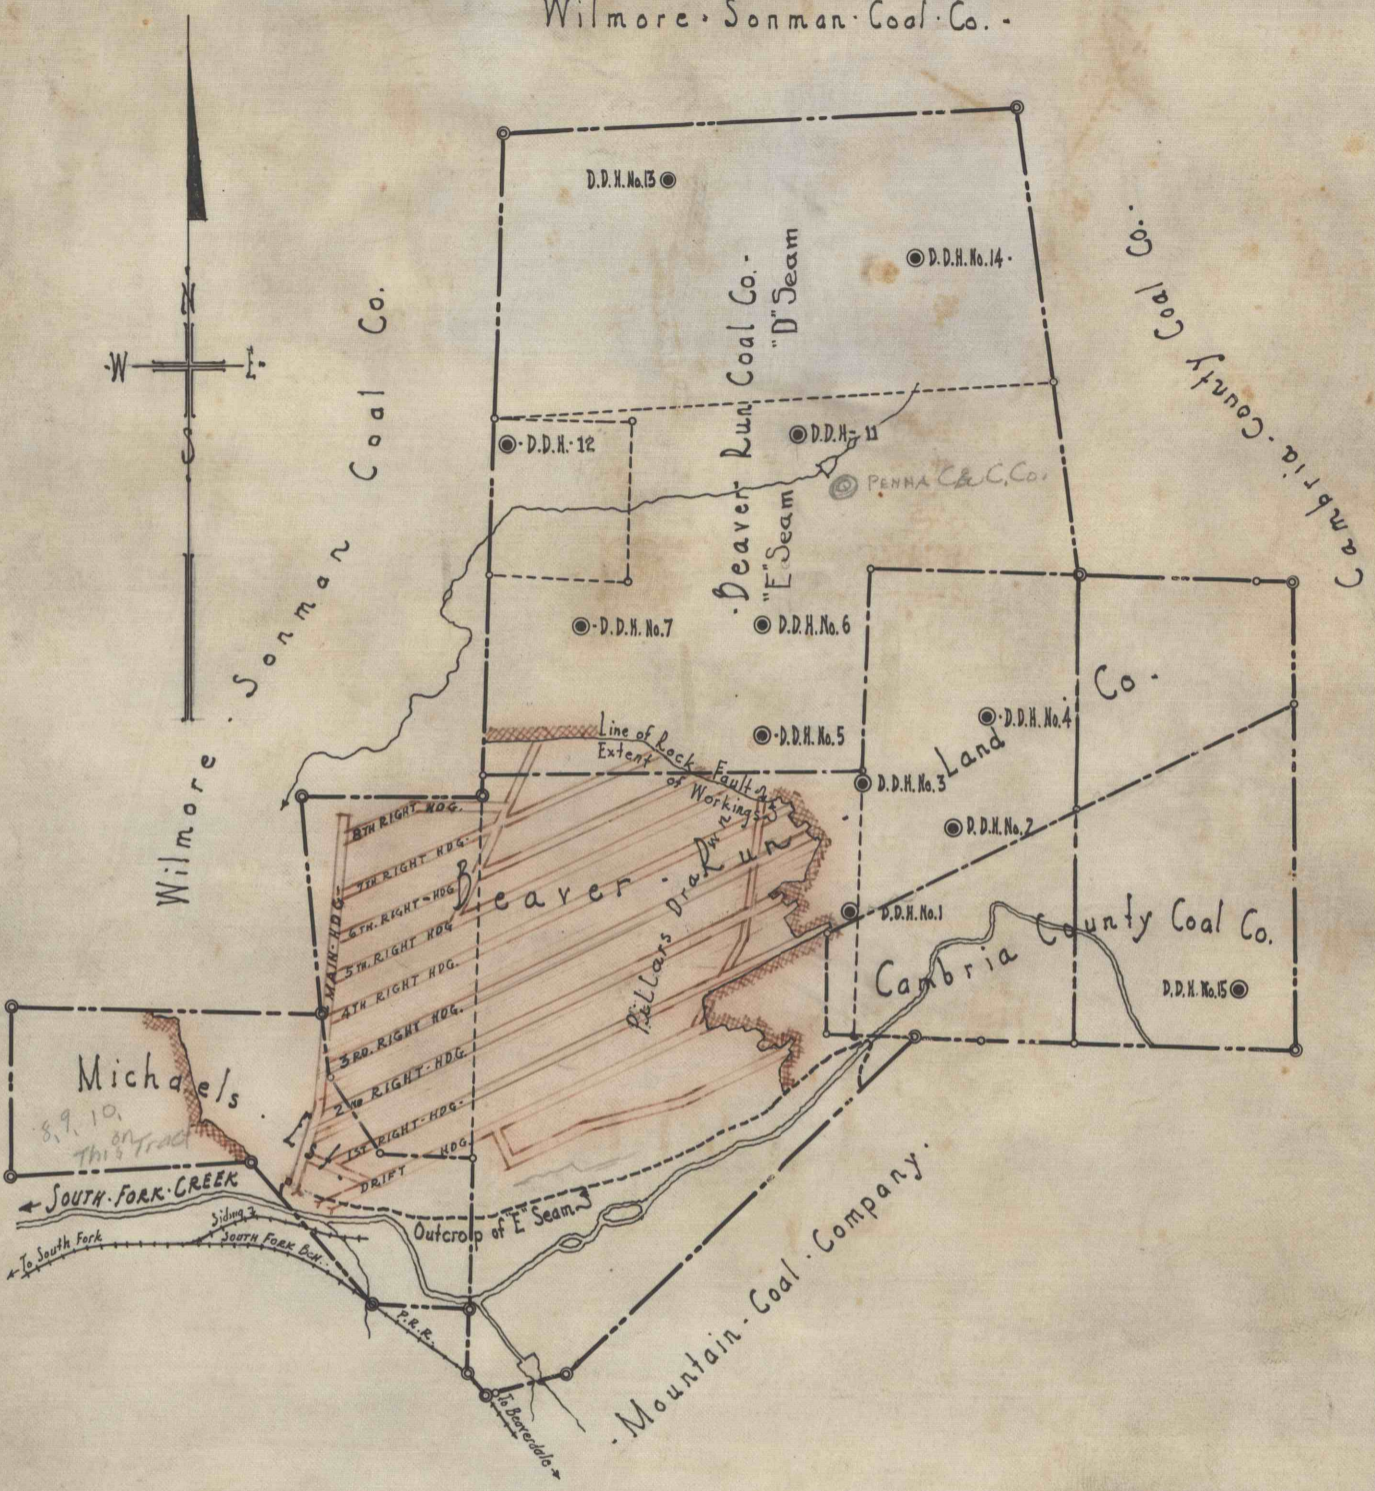 Wilmore · Sonman · Coal · Co. -
D.D.H. No.13
D.D.H. No.14 ·
Beaver Run Coal Co. -
"D" Seam
"E" Seam
Wilmore · Sonman Coal Co.
Cambria · County Coal Co. ·
N
·W
E·
S
· D.D.H. · 12
D.D.H - 11
PENNA C & C, Co.
· D.D.H. No.7
D.D.H. No.6
· D.D.H. No.5
· D.D.H. No.4
D.D.H. No.3
D.D.H. No.2
D.D.H. No.1
D.D.H. No.15
Beaver · Run · Land Co. ·
Cambria County Coal Co.
Line of Rock Fault
Extent of Workings
Pillars Drawn
8TH RIGHT HDG.
7TH RIGHT HDG.
6TH. RIGHT - HDG
5TH. RIGHT HDG
4TH RIGHT HDG.
3RD. RIGHT HDG.
2ND RIGHT - HDG
1ST RIGHT - HDG.
DRIFT HDG.
MAIN - HDG.
Michaels · Est
8, 9, 10,
on
This Tract
SOUTH · FORK · CREEK
Siding
To South Fork
SOUTH FORK BCH.
Outcrop of "E" Seam
P.R.R.
To Beaverdale
· Mountain - Coal · Company ·